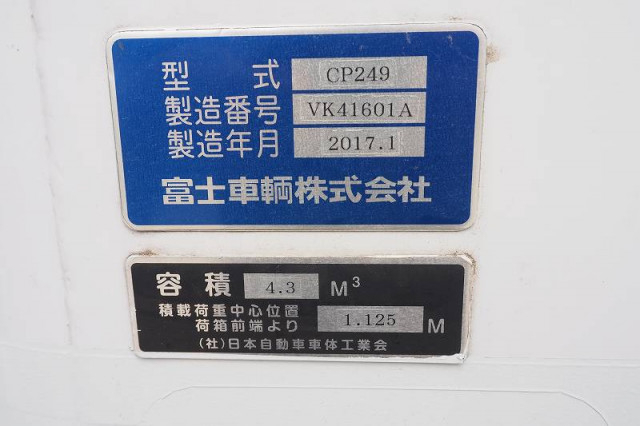 型式 CP249
製造番号 VK41601A
製造年月 2017.1
富士車輌株式会社
容積 4.3 M³
積載荷重中心位置
荷箱前端より 1.125 M
(社)日本自動車車体工業会